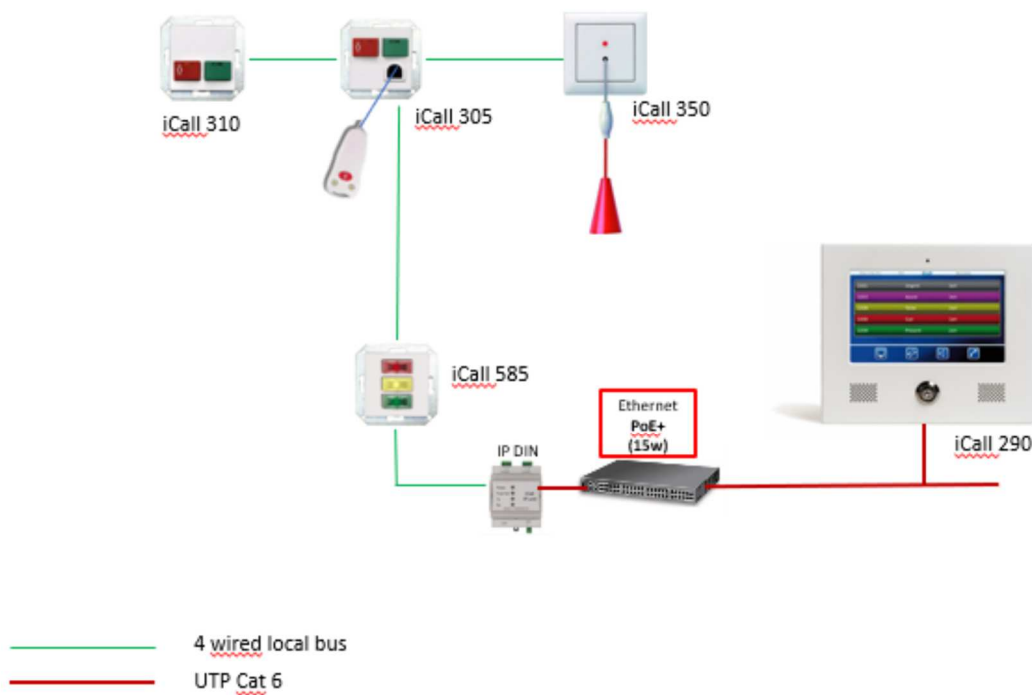 iCall 310
iCall 305
iCall 350
iCall 585
Ethernet
PoE+
(15w)
IP DIN
iCall 290
4 wired local bus
UTP Cat 6